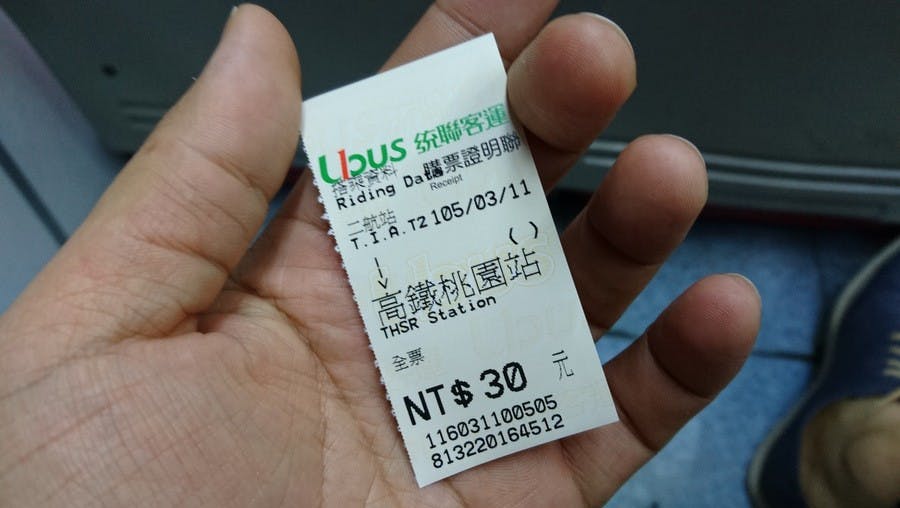 Ubus 統聯客運
搭乘資料 購票證明聯
Riding Da Receipt
二航站
T.I.A. T2 105/03/11
( )
高鐵桃園站
THSR Station
全票
NT$ 30 元
116031100505
813220164512